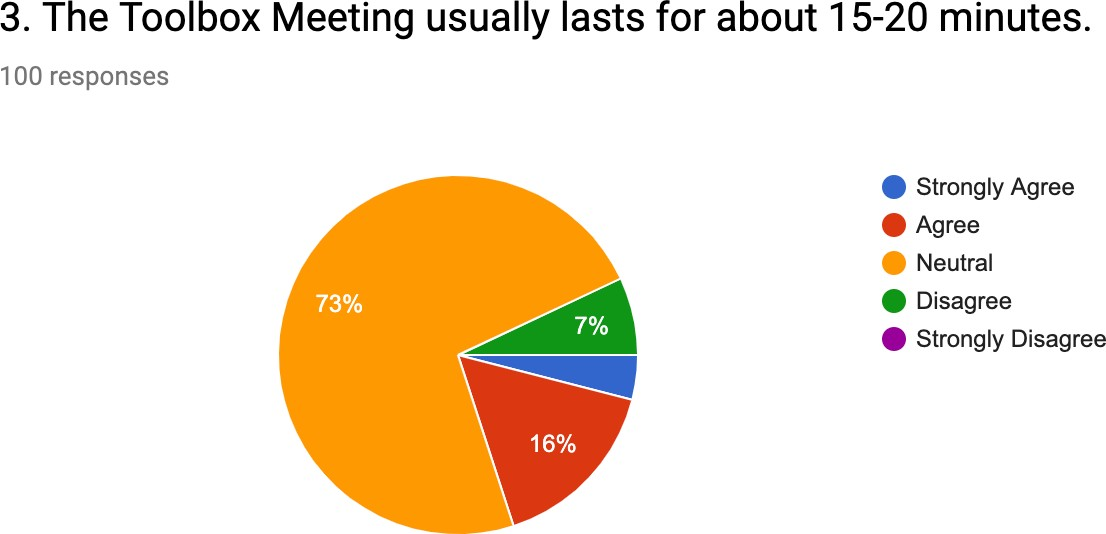 3. The Toolbox Meeting usually lasts for about 15-20 minutes.
100 responses
Strongly Agree
Agree
Neutral
Disagree
Strongly Disagree
73%
7%
16%